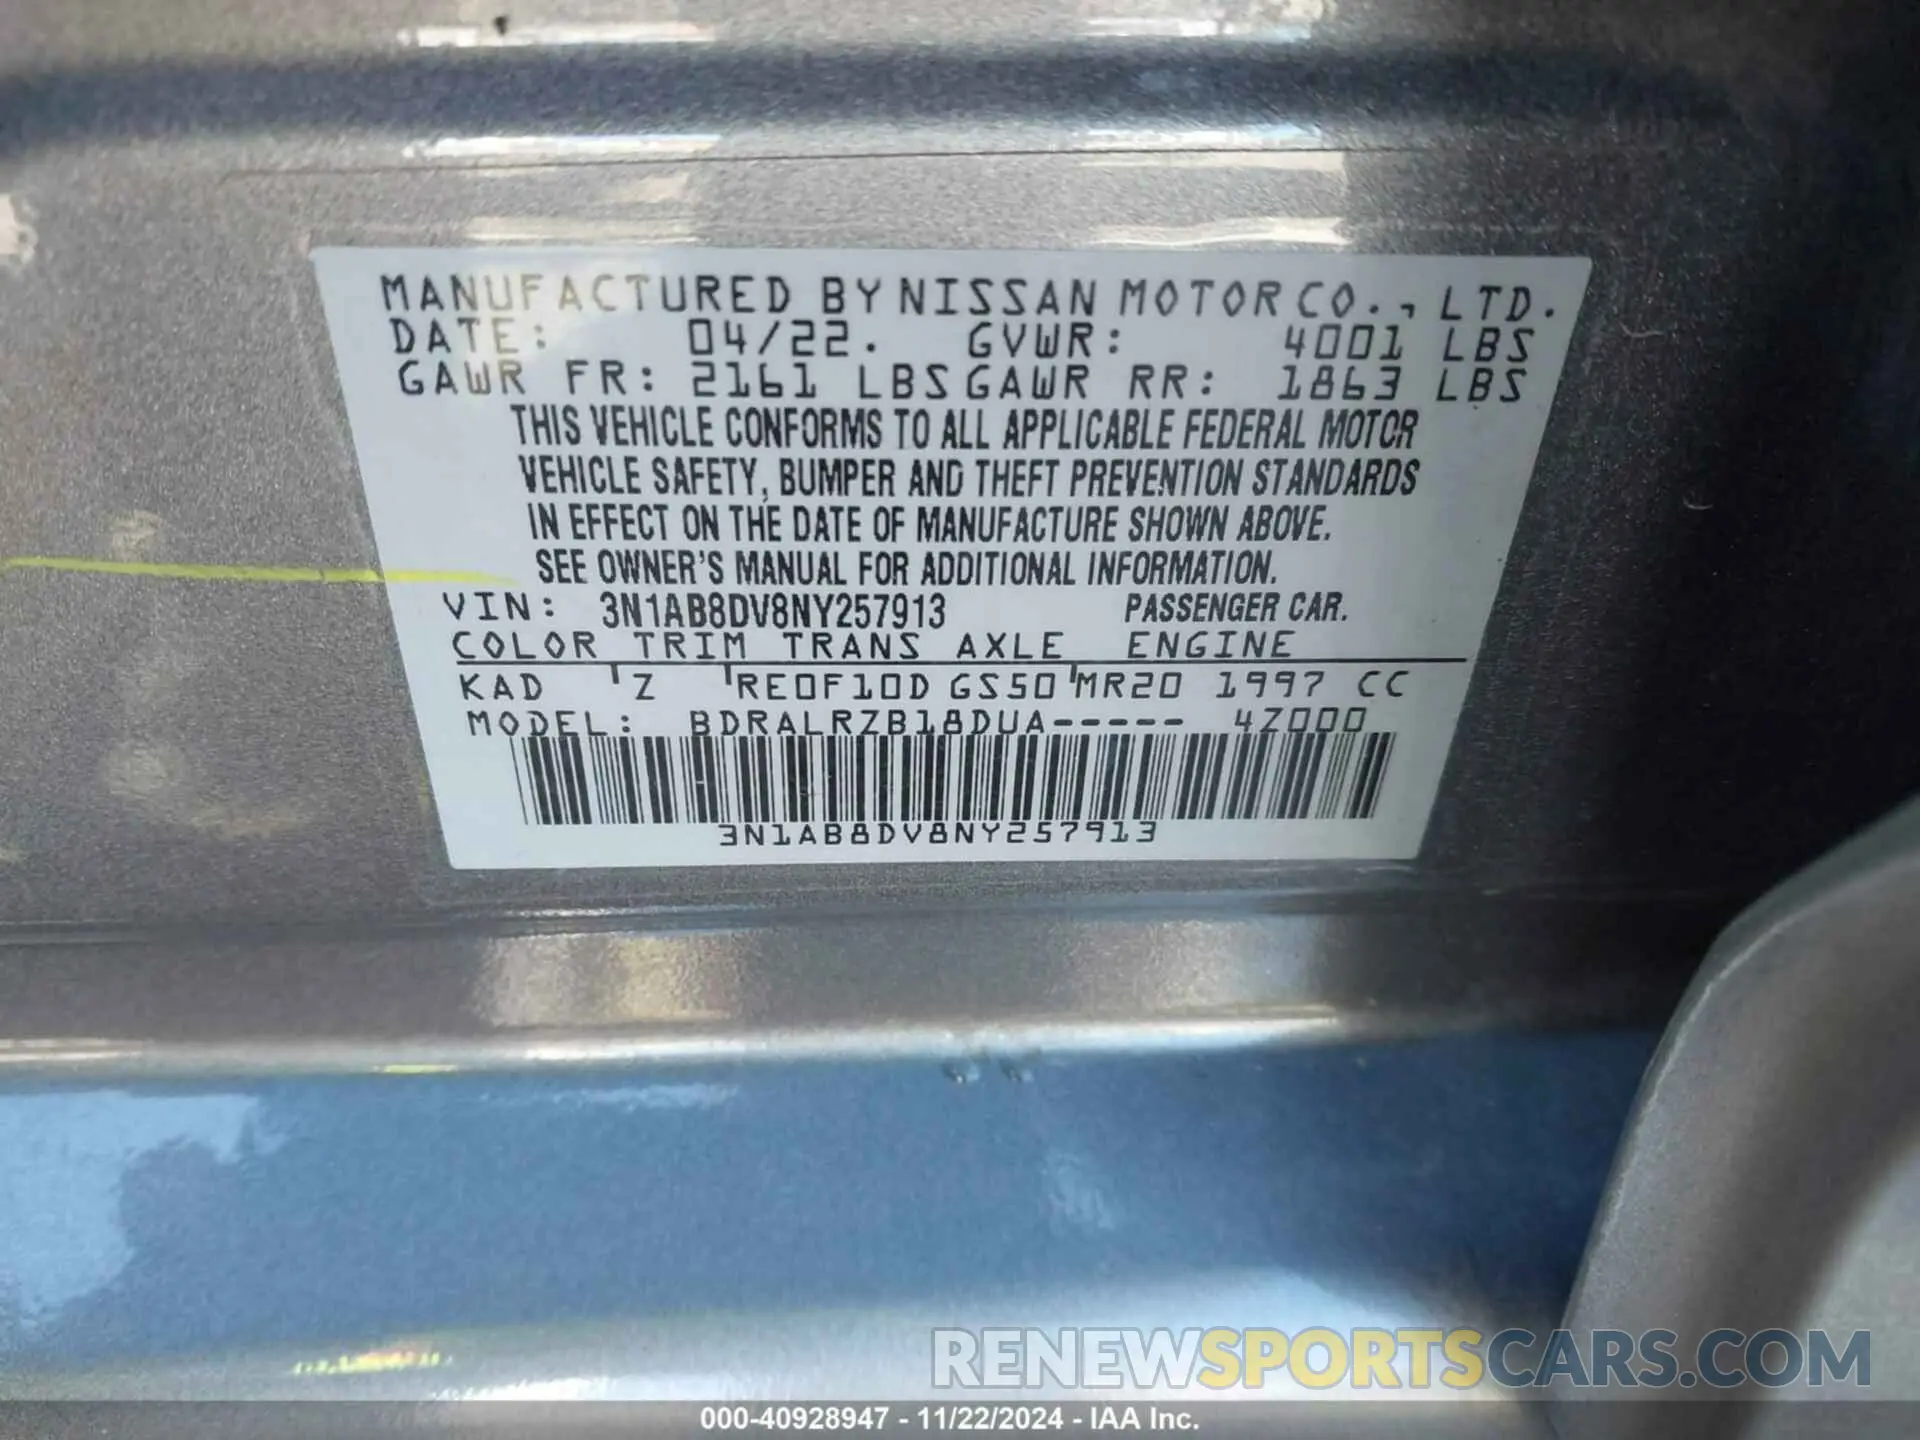 MANUFACTURED BY NISSAN MOTOR CO., LTD.
DATE: 04/22. GVWR: 4001 LBS
GAWR FR: 2161 LBS GAWR RR: 1863 LBS
THIS VEHICLE CONFORMS TO ALL APPLICABLE FEDERAL MOTOR
VEHICLE SAFETY, BUMPER AND THEFT PREVENTION STANDARDS
IN EFFECT ON THE DATE OF MANUFACTURE SHOWN ABOVE.
SEE OWNER'S MANUAL FOR ADDITIONAL INFORMATION.
VIN: 3N1AB8DV8NY257913 PASSENGER CAR.
COLOR TRIM TRANS AXLE ENGINE
KAD Z RE0F10D GS50 MR20 1997 CC
MODEL: BDRALRZB18DUA----- 4Z000
3N1AB8DV8NY257913
RENEWSPORTSCARS.COM
000-40928947 - 11/22/2024 - IAA Inc.